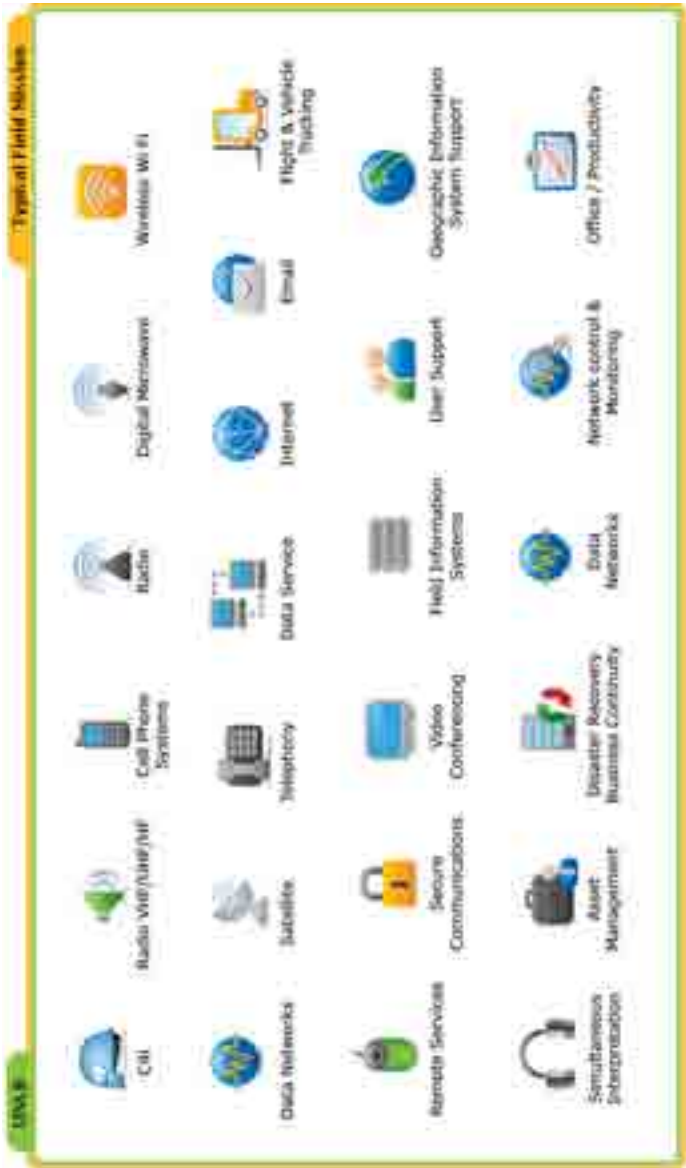 Typical Field Mission
Radio VHF/UHF/HF
Cell Phone
Systems
Radio
Digital Microwave
Wireless Wi Fi
Data Networks
Satellite
Telephony
Data Service
Internet
Email
Flight & Vehicle
Tracking
Remote Services
Secure
Communications
Video
Conferencing
Field Information
Systems
User Support
Geographic Information
System Support
Simultaneous
Interpretation
Asset
Management
Disaster Recovery
Business Continuity
Data
Networks
Network control &
Monitoring
Office / Productivity